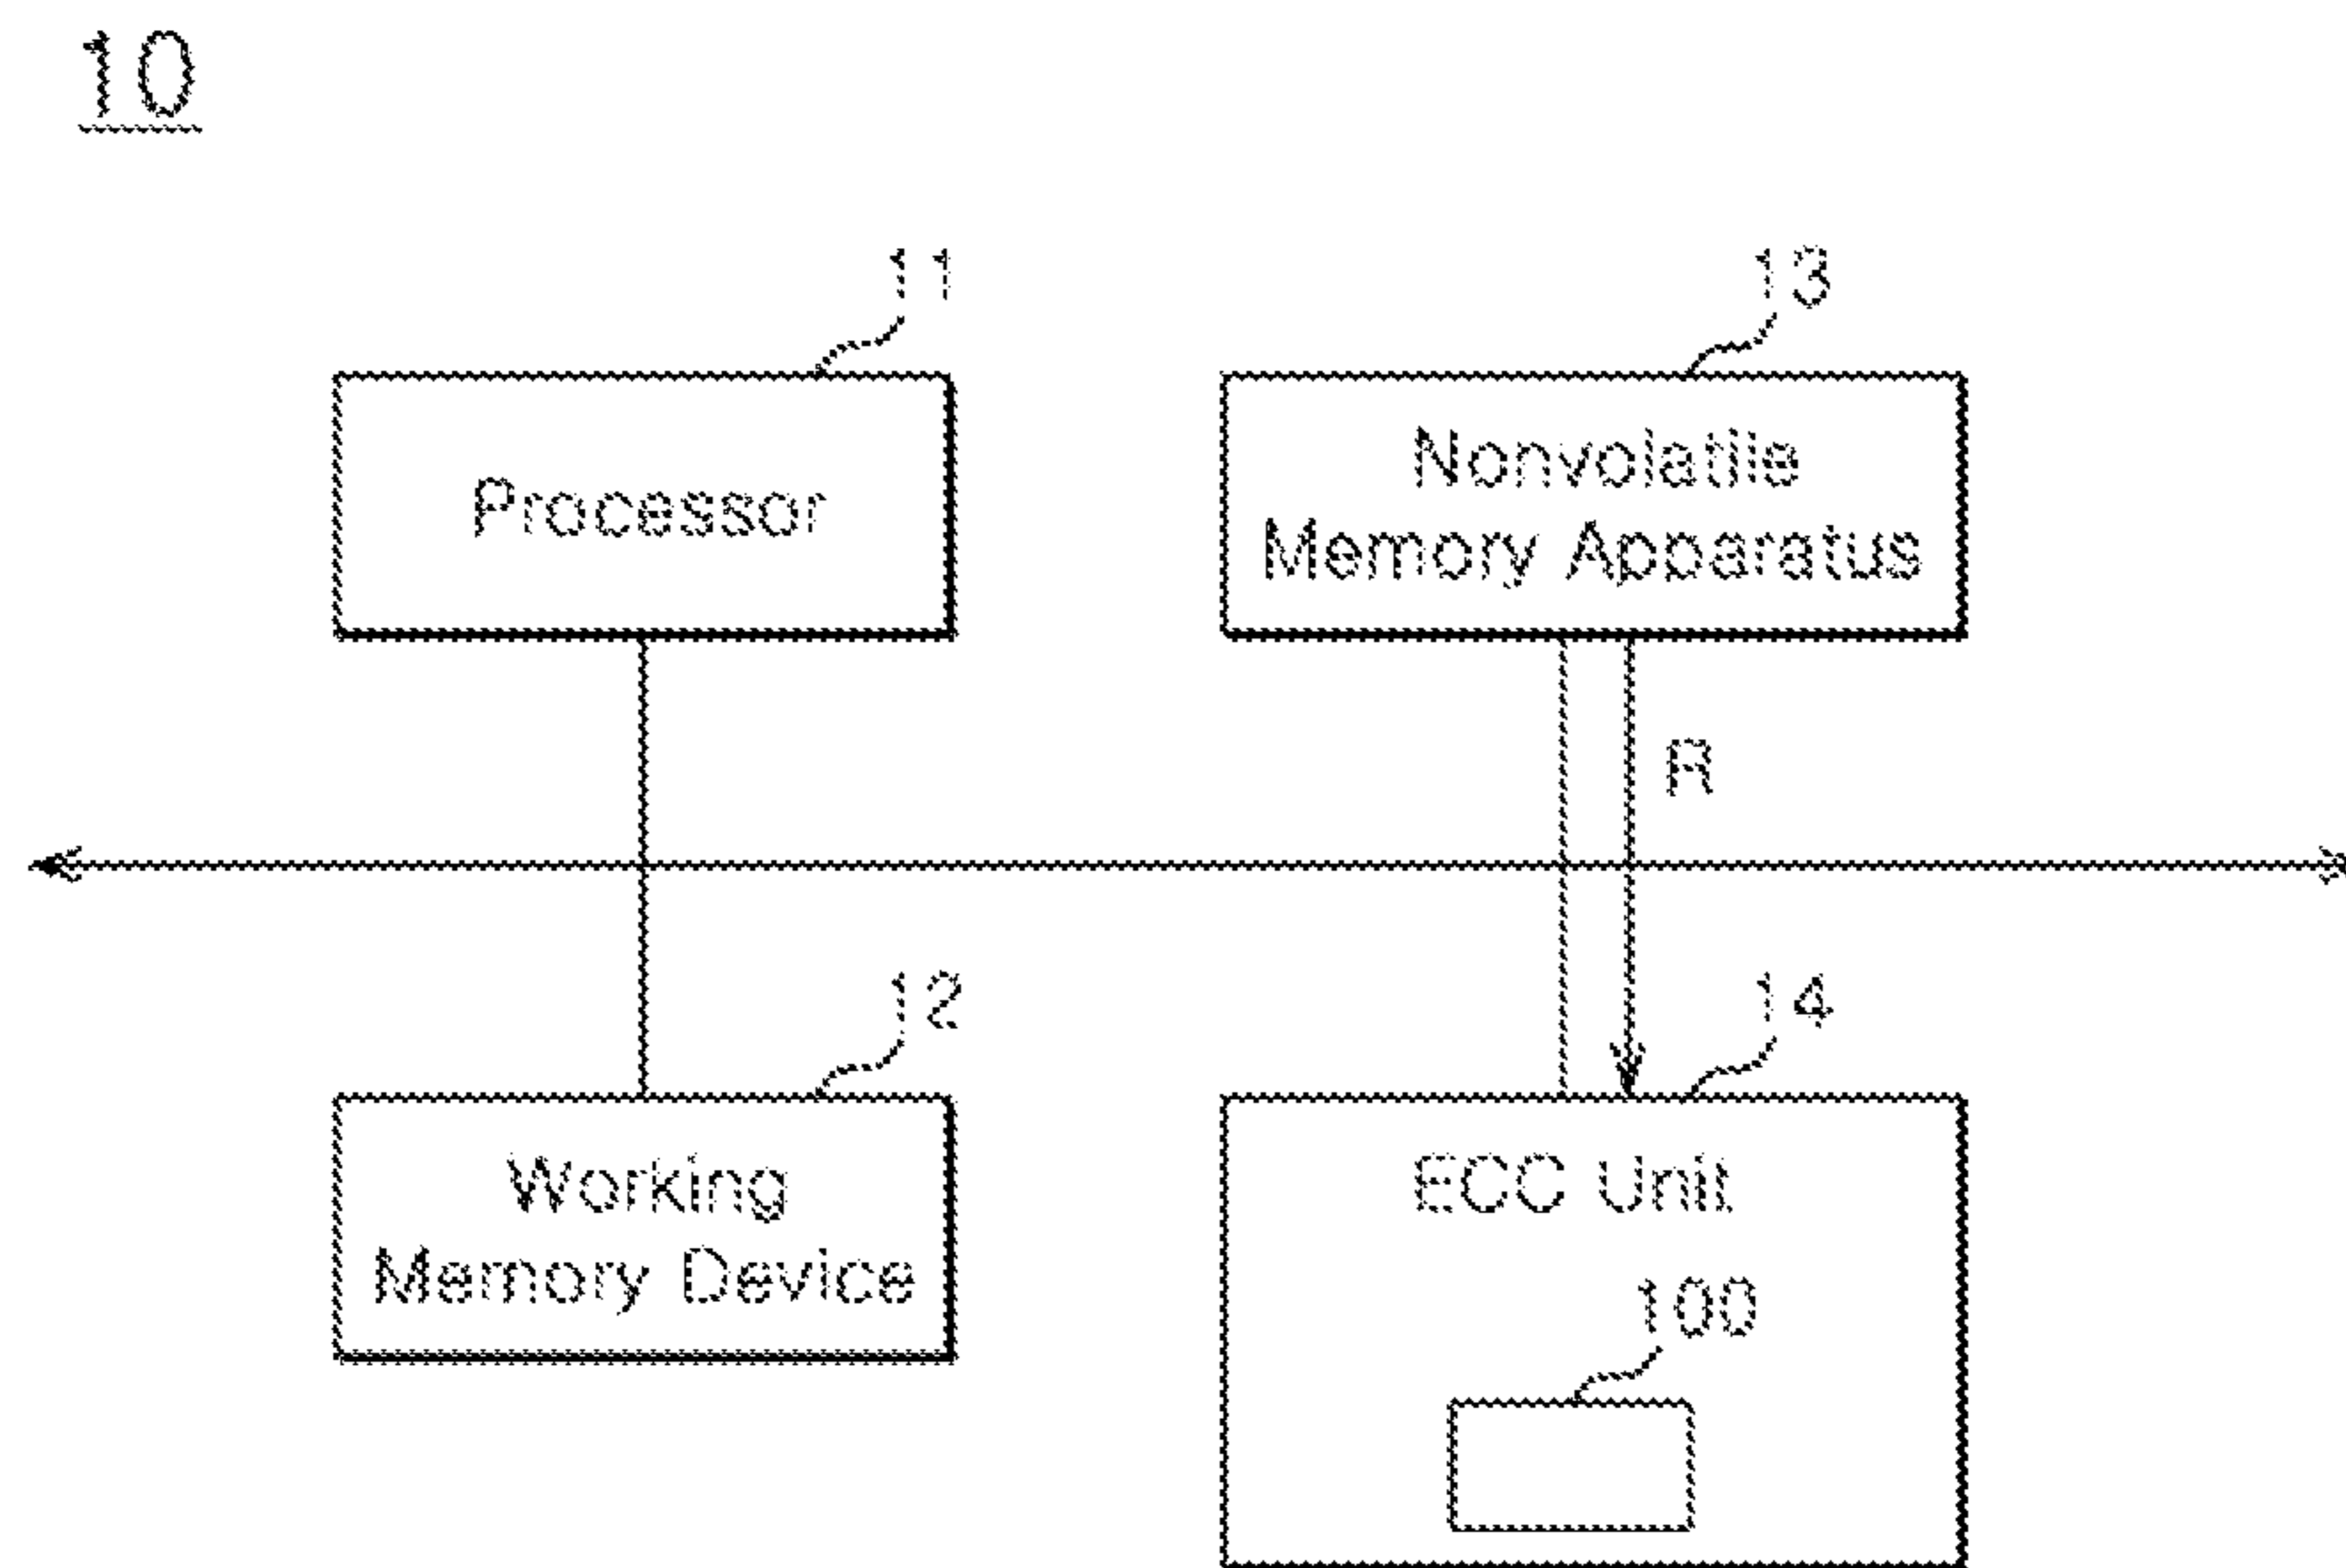 10
11
13
Processor
Nonvolatile
Memory Apparatus
R
12
14
Working
Memory Device
ECC Unit
100